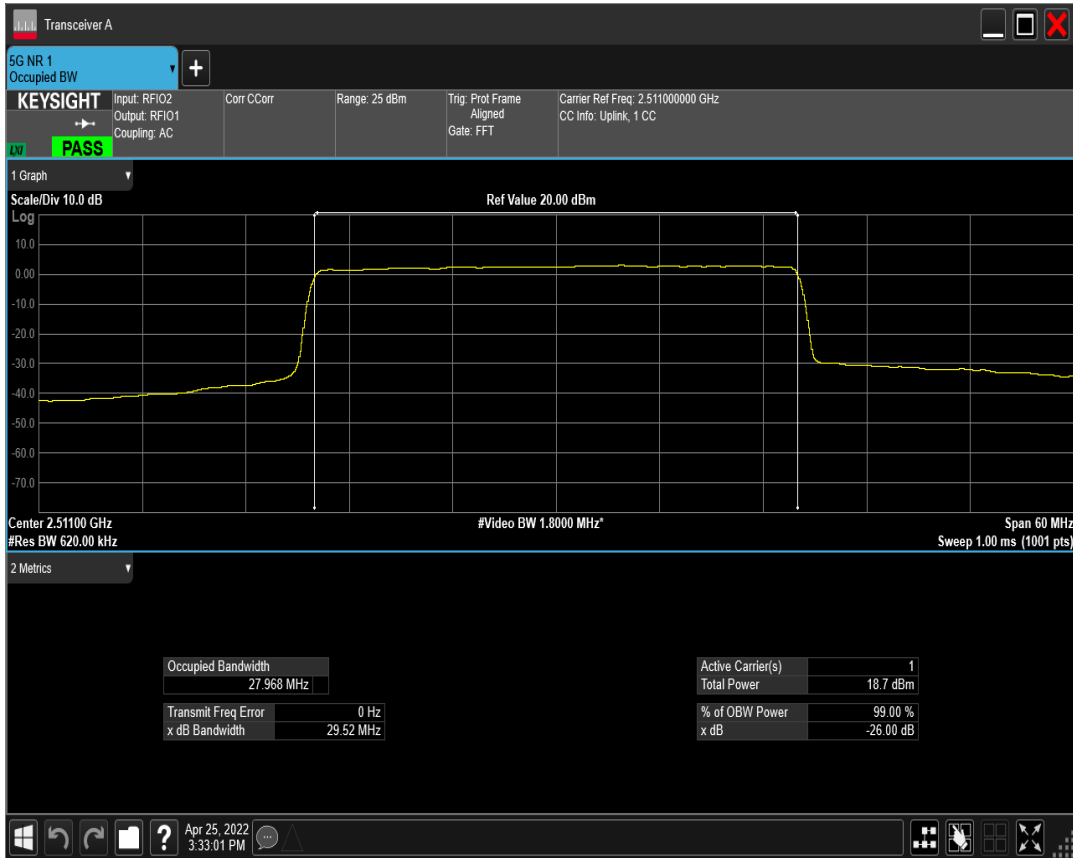 Transceiver A
5G NR 1
Occupied BW
KEYSIGHT
LXI
PASS
Input: RFIO2
Output: RFIO1
Coupling: AC
Corr CCorr
Range: 25 dBm
Trig: Prot Frame
Aligned
Gate: FFT
Carrier Ref Freq: 2.511000000 GHz
CC Info: Uplink, 1 CC
1 Graph
Scale/Div 10.0 dB
Ref Value 20.00 dBm
Log
10.0
0.00
-10.0
-20.0
-30.0
-40.0
-50.0
-60.0
-70.0
Center 2.51100 GHz
#Video BW 1.8000 MHz*
Span 60 MHz
#Res BW 620.00 kHz
Sweep 1.00 ms (1001 pts)
2 Metrics
Occupied Bandwidth
27.968 MHz
Transmit Freq Error 0 Hz
x dB Bandwidth 29.52 MHz
Active Carrier(s) 1
Total Power 18.7 dBm
% of OBW Power 99.00 %
x dB -26.00 dB
Apr 25, 2022
3:33:01 PM